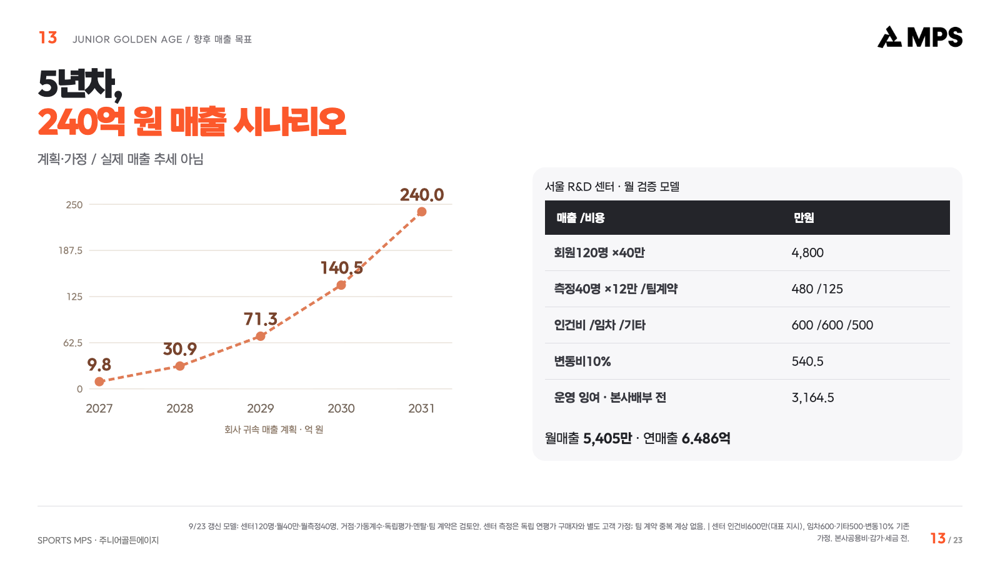 13 JUNIOR GOLDEN AGE / 향후 매출 목표
MPS
5년차,
240억 원 매출 시나리오
계획·가정 / 실제 매출 추세 아님
250
187.5
125
62.5
0
9.8
30.9
71.3
140.5
240.0
2027 2028 2029 2030 2031
회사 귀속 매출 계획 · 억 원
서울 R&D 센터 · 월 검증 모델
매출 /비용 만원
회원120명 ×40만 4,800
측정40명 ×12만 /팀계약 480 /125
인건비 /임차 /기타 600 /600 /500
변동비10% 540.5
운영 잉여 · 본사배부 전 3,164.5
월매출 5,405만 · 연매출 6.486억
9/23 갱신 모델: 센터120명·월40만·월측정40명. 거점·가동계수·독립평가·멘탈·팀 계약은 검토안. 센터 측정은 독립 연평가 구매자와 별도 고객 가정; 팀 계약 중복 계상 없음. | 센터 인건비600만(대표 지시), 임차600·기타500·변동10% 기존
가정. 본사공용비·감가·세금 전.
SPORTS MPS · 주니어골든에이지
13 / 23